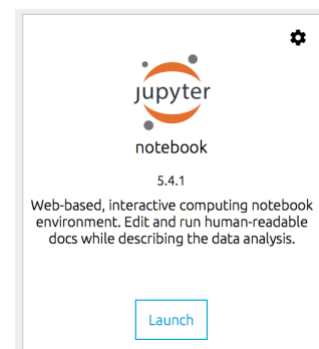 jupyter
notebook
5.4.1
Web-based, interactive computing notebook
environment. Edit and run human-readable
docs while describing the data analysis.
Launch